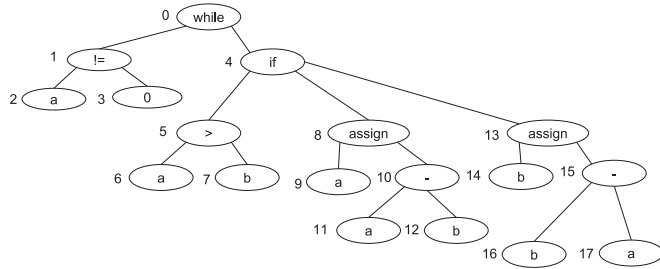 0 while
1 != 4 if
2 a 3 0
5 > 8 assign 13 assign
6 a 7 b 9 a 10 - 14 b 15 -
11 a 12 b 16 b 17 a